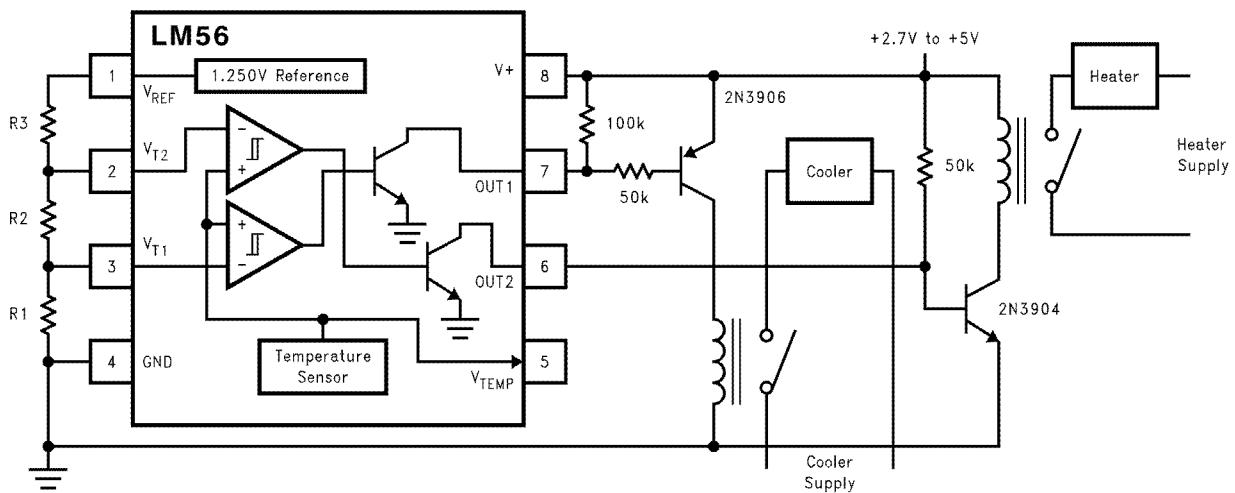 LM56
+2.7V to +5V
1
1.250V Reference
V+
8
Heater
VREF
2N3906
R3
100k
Heater
Supply
2
VT2
OUT1
7
50k
Cooler
50k
R2
3
VT1
OUT2
6
R1
2N3904
4
GND
Temperature
Sensor
VTEMP
5
Cooler
Supply